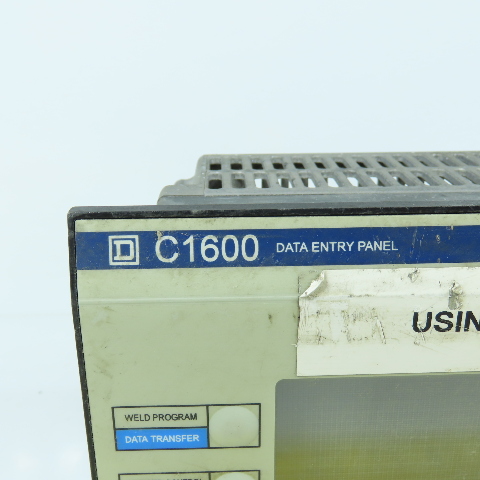 D C1600 DATA ENTRY PANEL
USIN
WELD PROGRAM
DATA TRANSFER